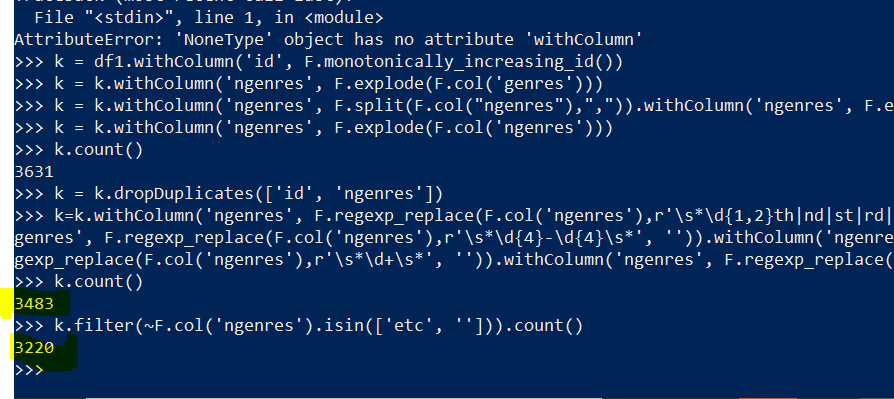 File "<stdin>", line 1, in <module>
AttributeError: 'NoneType' object has no attribute 'withColumn'
>>> k = df1.withColumn('id', F.monotonically_increasing_id())
>>> k = k.withColumn('ngenres', F.explode(F.col('genres')))
>>> k = k.withColumn('ngenres', F.split(F.col("ngenres"),",")).withColumn('ngenres', F.e
>>> k = k.withColumn('ngenres', F.explode(F.col('ngenres')))
>>> k.count()
3631
>>> k = k.dropDuplicates(['id', 'ngenres'])
>>> k=k.withColumn('ngenres', F.regexp_replace(F.col('ngenres'),r'\s*\d{1,2}th|nd|st|rd|
genres', F.regexp_replace(F.col('ngenres'),r'\s*\d{4}-\d{4}\s*', '')).withColumn('ngenre
gexp_replace(F.col('ngenres'),r'\s*\d+\s*', '')).withColumn('ngenres', F.regexp_replace(
>>> k.count()
3483
>>> k.filter(~F.col('ngenres').isin(['etc', ''])).count()
3220
>>>